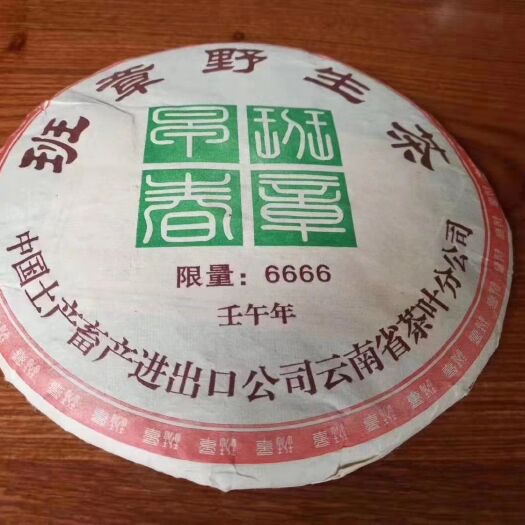 班章野生茶
班章
早春
限量：6666
壬午年
中国土产畜产进出口公司云南省茶叶分公司